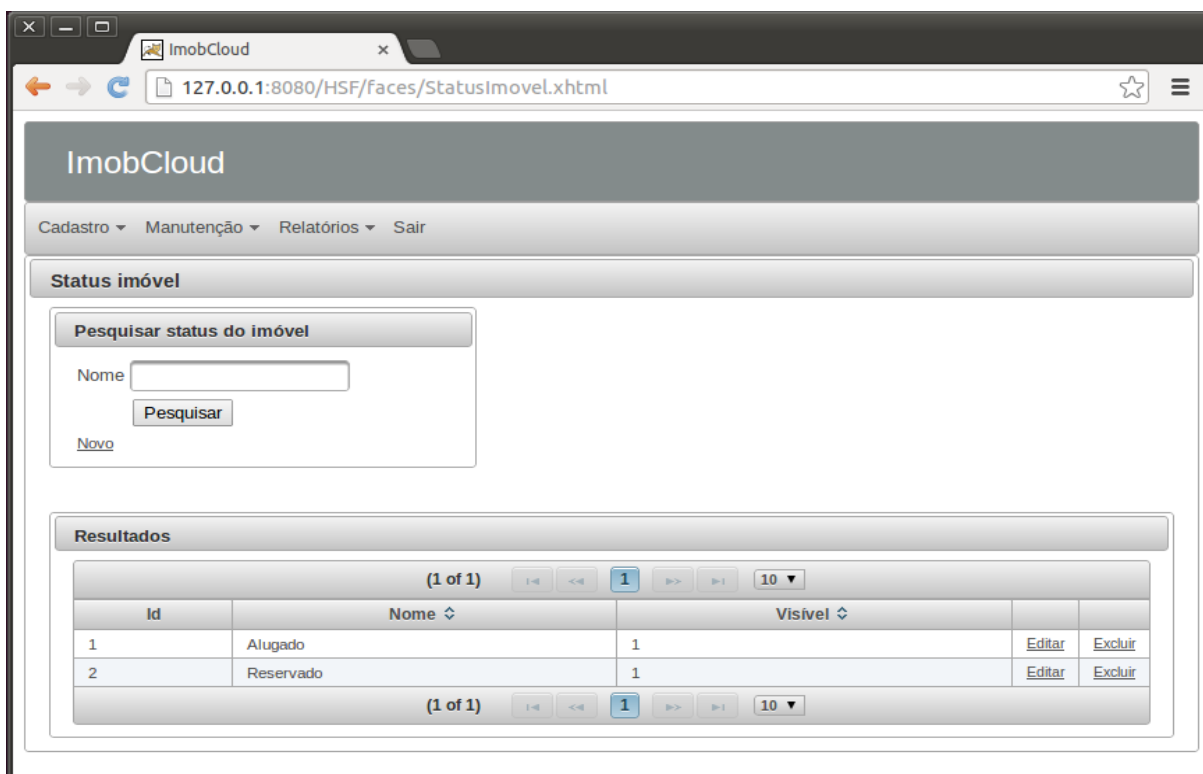 ImobCloud
127.0.0.1:8080/HSF/faces/StatusImovel.xhtml
ImobCloud
Cadastro Manutenção Relatórios Sair
Status imóvel
Pesquisar status do imóvel
Nome
Pesquisar
Novo
Resultados
(1 of 1) 1 10
Id Nome Visível
1 Alugado 1 Editar Excluir
2 Reservado 1 Editar Excluir
(1 of 1) 1 10